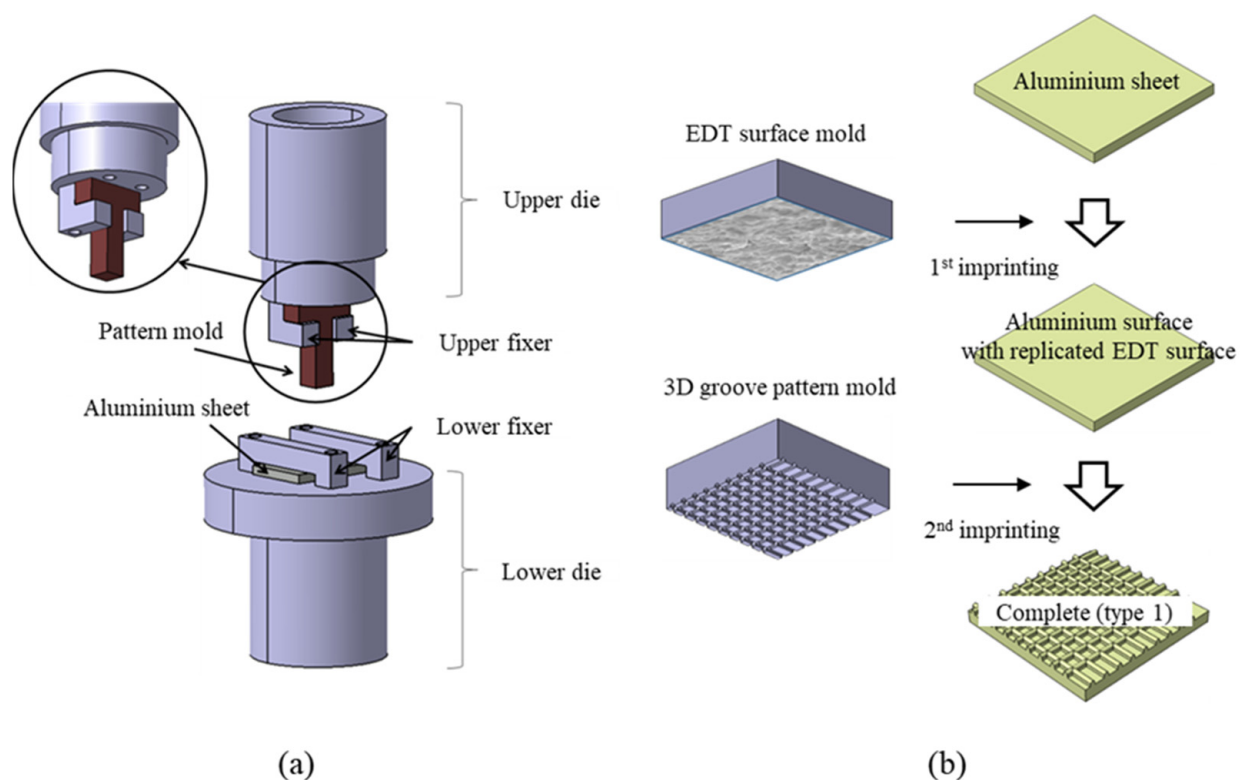 Upper die
Pattern mold
Upper fixer
Aluminium sheet
Lower fixer
Lower die
(a)
Aluminium sheet
EDT surface mold
1st imprinting
Aluminium surface
with replicated EDT surface
3D groove pattern mold
2nd imprinting
Complete (type 1)
(b)